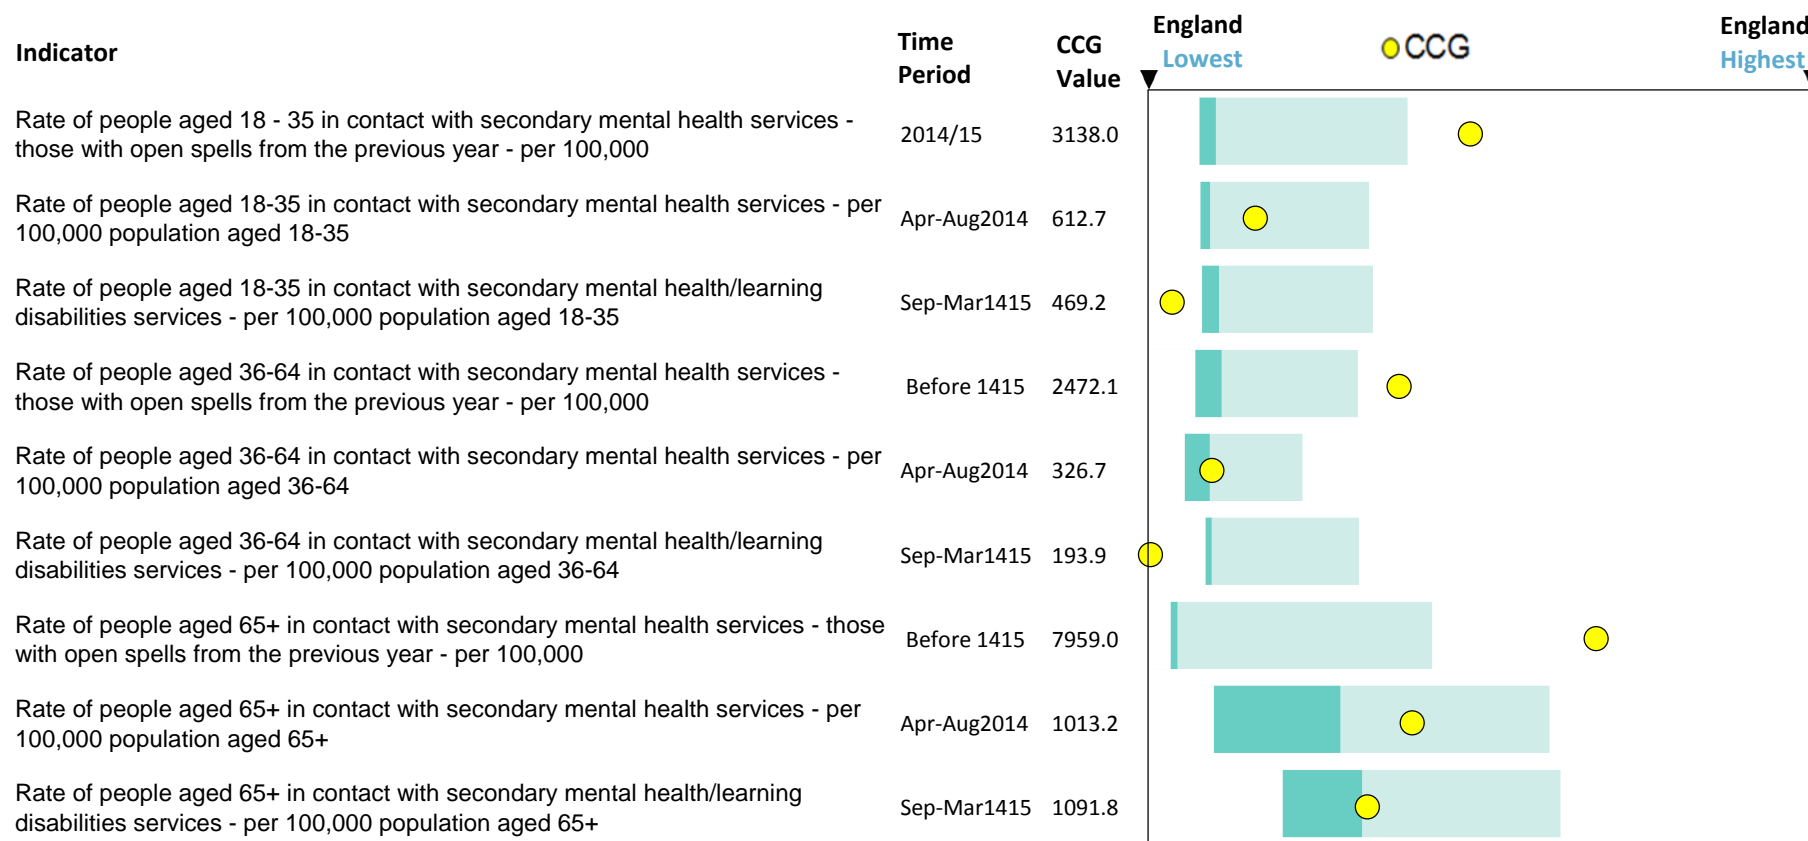 Indicator
Time Period
CCG Value
England Lowest
CCG
England Highest
Rate of people aged 18 - 35 in contact with secondary mental health services -
those with open spells from the previous year - per 100,000
2014/15 3138.0
Rate of people aged 18-35 in contact with secondary mental health services - per
100,000 population aged 18-35
Apr-Aug2014 612.7
Rate of people aged 18-35 in contact with secondary mental health/learning
disabilities services - per 100,000 population aged 18-35
Sep-Mar1415 469.2
Rate of people aged 36-64 in contact with secondary mental health services -
those with open spells from the previous year - per 100,000
Before 1415 2472.1
Rate of people aged 36-64 in contact with secondary mental health services - per
100,000 population aged 36-64
Apr-Aug2014 326.7
Rate of people aged 36-64 in contact with secondary mental health/learning
disabilities services - per 100,000 population aged 36-64
Sep-Mar1415 193.9
Rate of people aged 65+ in contact with secondary mental health services - those
with open spells from the previous year - per 100,000
Before 1415 7959.0
Rate of people aged 65+ in contact with secondary mental health services - per
100,000 population aged 65+
Apr-Aug2014 1013.2
Rate of people aged 65+ in contact with secondary mental health/learning
disabilities services - per 100,000 population aged 65+
Sep-Mar1415 1091.8